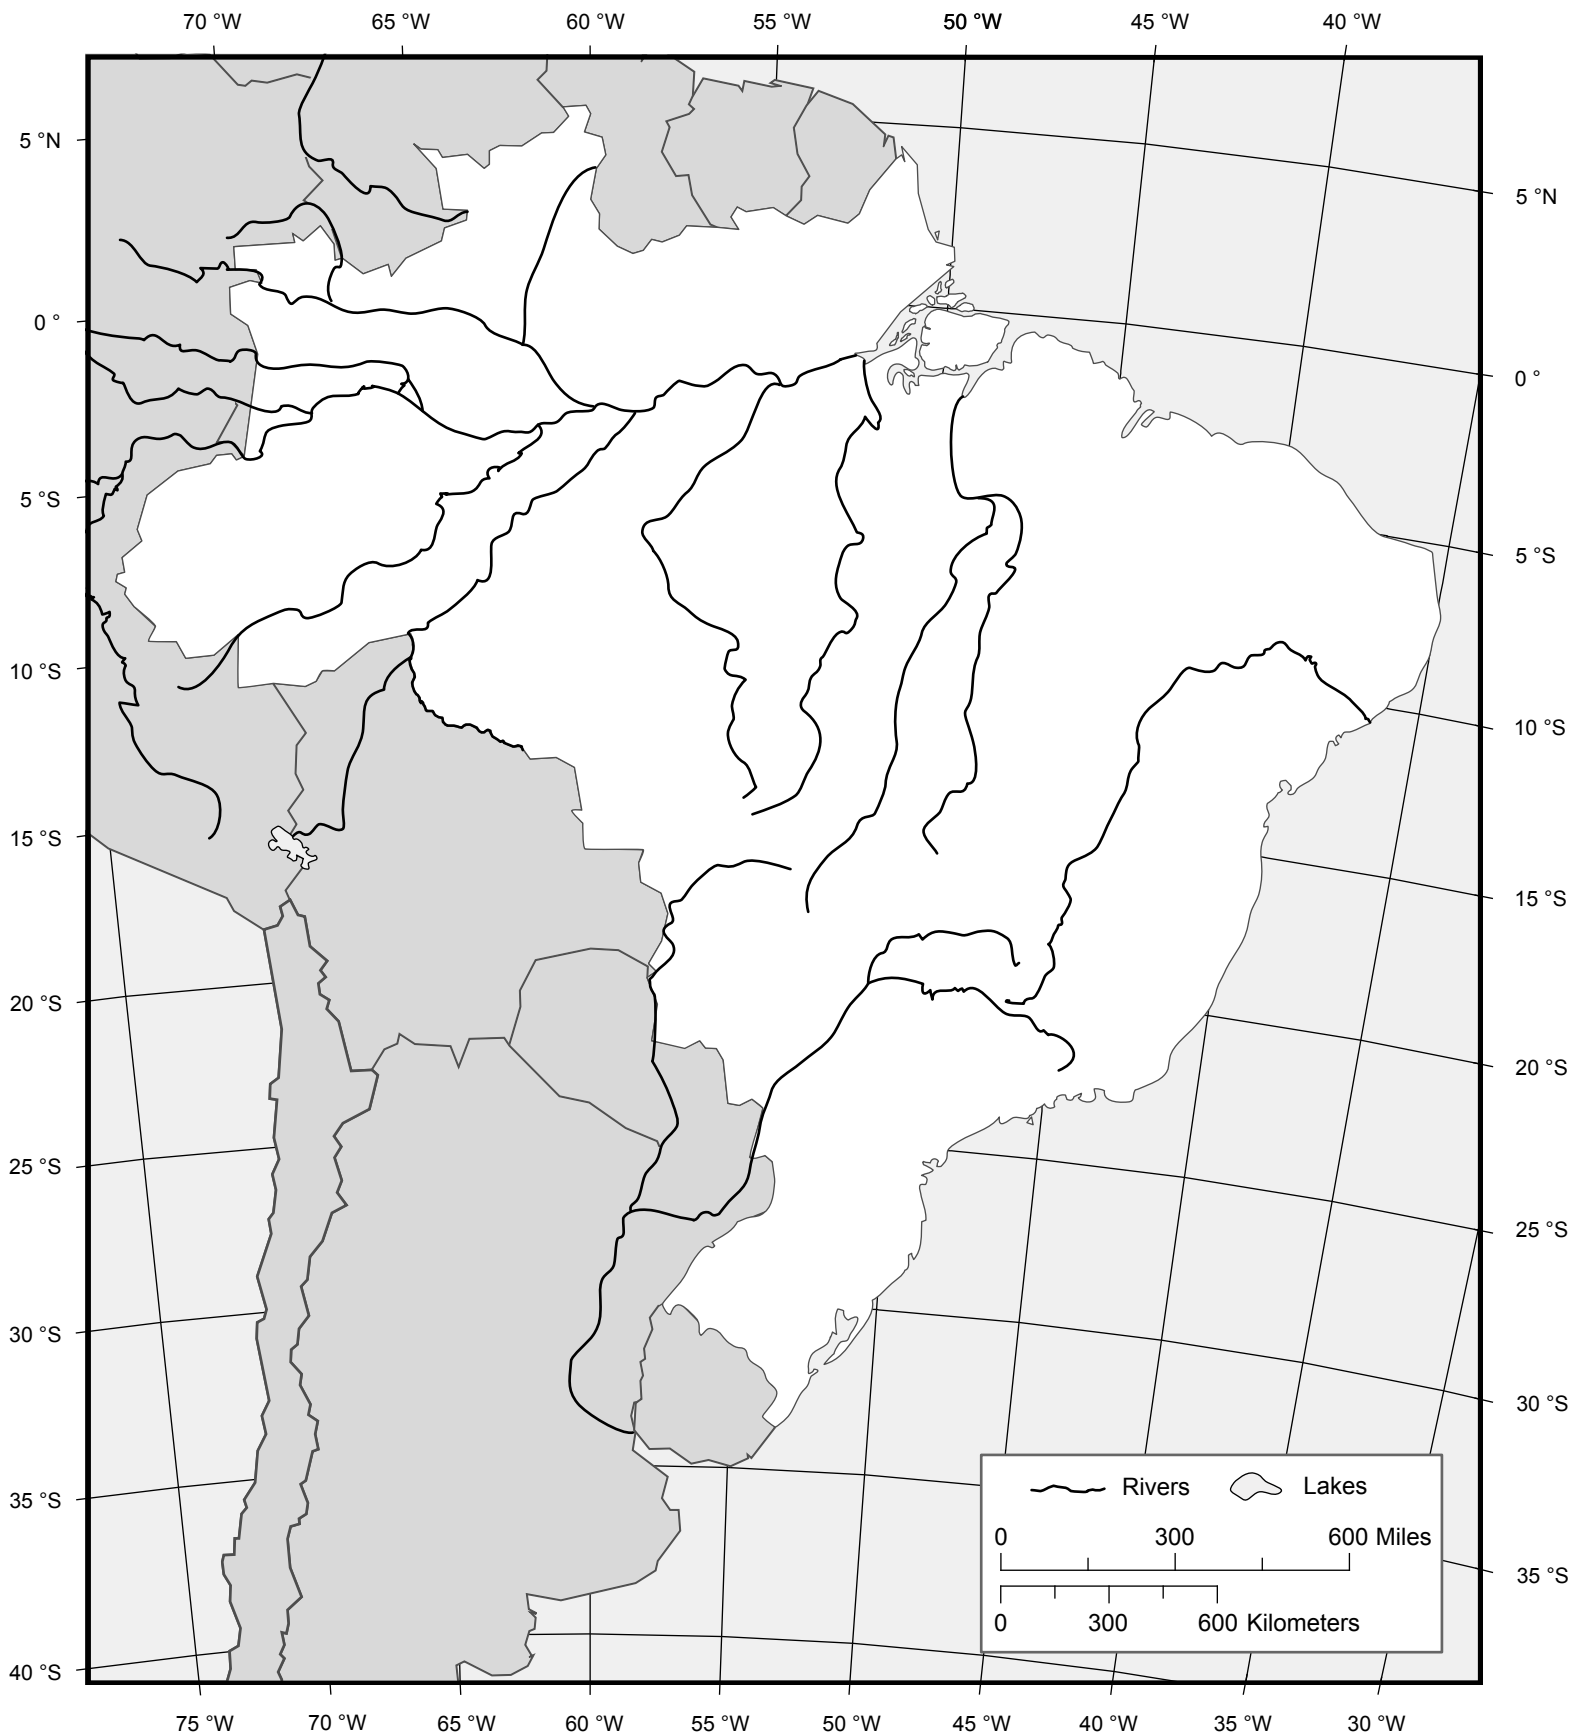 70 °W 65 °W 60 °W 55 °W 50 °W 45 °W 40 °W
5 °N
5 °N
0 °
0 °
5 °S
5 °S
10 °S
10 °S
15 °S
15 °S
20 °S
20 °S
25 °S
25 °S
30 °S
30 °S
Rivers Lakes
35 °S
0 300 600 Miles
35 °S
0 300 600 Kilometers
40 °S
75 °W 70 °W 65 °W 60 °W 55 °W 50 °W 45 °W 40 °W 35 °W 30 °W